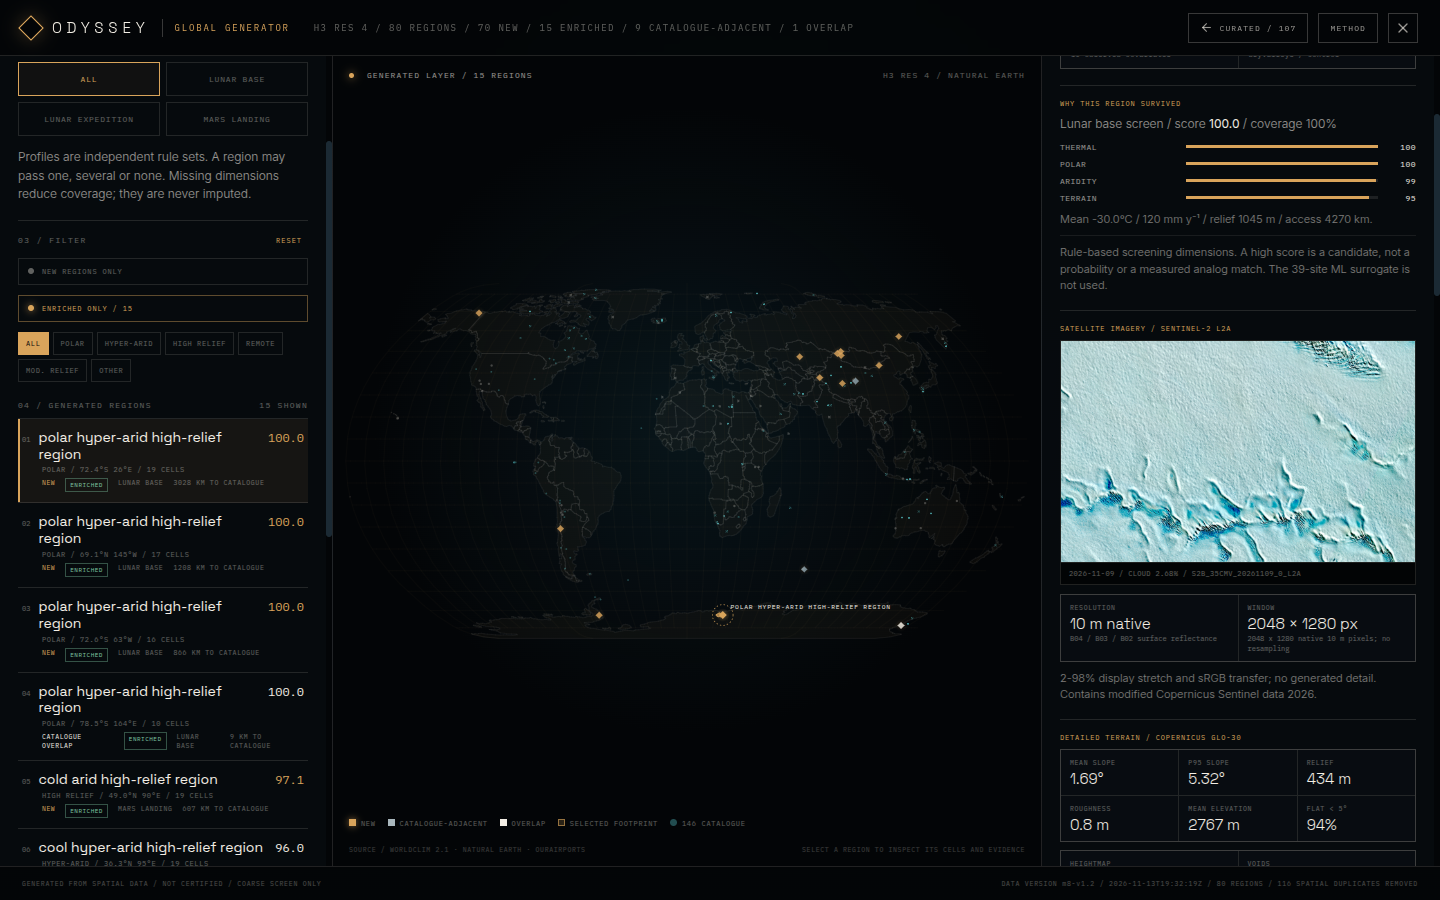 ODYSSEY
GLOBAL GENERATOR
H3 RES 4 / 80 REGIONS / 70 NEW / 15 ENRICHED / 9 CATALOGUE-ADJACENT / 1 OVERLAP
← CURATED / 107
METHOD
ALL
LUNAR BASE
LUNAR EXPEDITION
MARS LANDING
Profiles are independent rule sets. A region may
pass one, several or none. Missing dimensions
reduce coverage; they are never imputed.
03 / FILTER
RESET
NEW REGIONS ONLY
ENRICHED ONLY / 15
ALL
POLAR
HYPER-ARID
HIGH RELIEF
REMOTE
MOD. RELIEF
OTHER
04 / GENERATED REGIONS
15 SHOWN
01
polar hyper-arid high-relief
region
100.0
POLAR / 72.4°S 26°E / 19 CELLS
NEW
ENRICHED
LUNAR BASE
3028 KM TO CATALOGUE
02
polar hyper-arid high-relief
region
100.0
POLAR / 69.1°N 145°W / 17 CELLS
NEW
ENRICHED
LUNAR BASE
1208 KM TO CATALOGUE
03
polar hyper-arid high-relief
region
100.0
POLAR / 72.6°S 63°W / 16 CELLS
NEW
ENRICHED
LUNAR BASE
866 KM TO CATALOGUE
04
polar hyper-arid high-relief
region
100.0
POLAR / 78.5°S 164°E / 10 CELLS
CATALOGUE
OVERLAP
ENRICHED
LUNAR
BASE
9 KM TO
CATALOGUE
05
cold arid high-relief region
97.1
HIGH RELIEF / 49.0°N 90°E / 19 CELLS
NEW
ENRICHED
MARS LANDING
607 KM TO CATALOGUE
06
cool hyper-arid high-relief region
96.0
HYPER-ARID / 36.3°N 95°E / 19 CELLS
GENERATED LAYER / 15 REGIONS
H3 RES 4 / NATURAL EARTH
POLAR HYPER-ARID HIGH-RELIEF REGION
NEW
CATALOGUE-ADJACENT
OVERLAP
SELECTED FOOTPRINT
146 CATALOGUE
SOURCE / WORLDCLIM 2.1 · NATURAL EARTH · OURAIRPORTS
SELECT A REGION TO INSPECT ITS CELLS AND EVIDENCE
WHY THIS REGION SURVIVED
Lunar base screen / score 100.0 / coverage 100%
THERMAL
100
POLAR
100
ARIDITY
99
TERRAIN
95
Mean -30.0°C / 120 mm y⁻¹ / relief 1045 m / access 4270 km.
Rule-based screening dimensions. A high score is a candidate, not a
probability or a measured analog match. The 39-site ML surrogate is
not used.
SATELLITE IMAGERY / SENTINEL-2 L2A
2026-11-09 / CLOUD 2.68% / S2B_35CMV_20261109_0_L2A
RESOLUTION
10 m native
B04 / B03 / B02 surface reflectance
WINDOW
2048 × 1280 px
2048 x 1280 native 10 m pixels; no
resampling
2-98% display stretch and sRGB transfer; no generated detail.
Contains modified Copernicus Sentinel data 2026.
DETAILED TERRAIN / COPERNICUS GLO-30
MEAN SLOPE
1.69°
P95 SLOPE
5.32°
RELIEF
434 m
ROUGHNESS
0.8 m
MEAN ELEVATION
2767 m
FLAT < 5°
94%
HEIGHTMAP
VOIDS
GENERATED FROM SPATIAL DATA / NOT CERTIFIED / COARSE SCREEN ONLY
DATA VERSION m8-v1.2 / 2026-11-13T19:32:19Z / 80 REGIONS / 116 SPATIAL DUPLICATES REMOVED